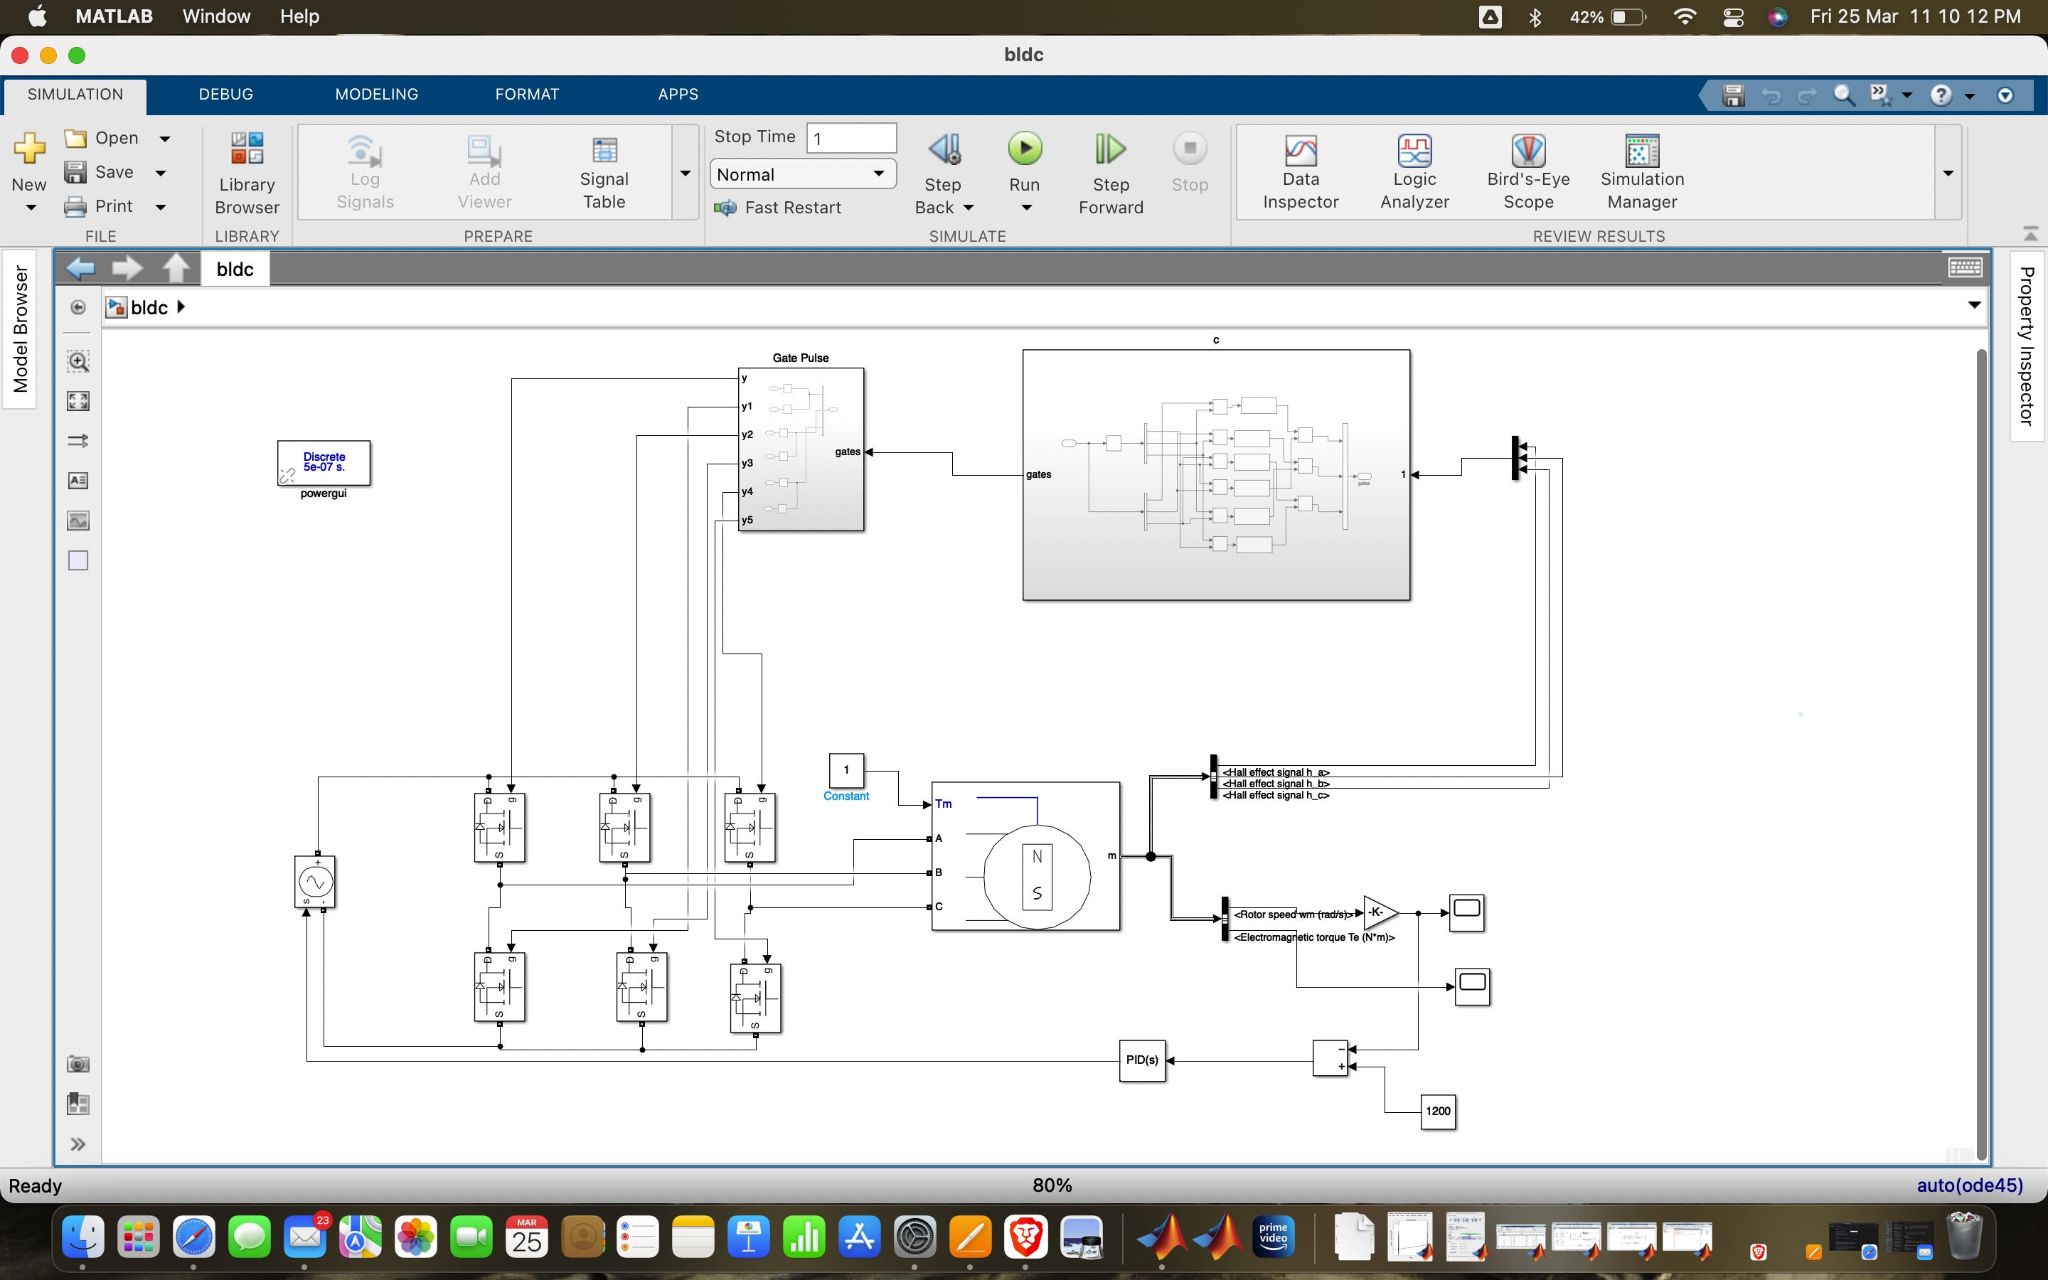 MATLAB Window Help 42% Fri 25 Mar 11 10 12 PM
bldc
SIMULATION DEBUG MODELING FORMAT APPS
New
Open
Save
Print
FILE
Library
Browser
LIBRARY
Log
Signals
Add
Viewer
Signal
Table
PREPARE
Stop Time 1
Normal
Fast Restart
Step
Back
Run
Step
Forward
Stop
SIMULATE
Data
Inspector
Logic
Analyzer
Bird's-Eye
Scope
Simulation
Manager
REVIEW RESULTS
Model Browser
Property Inspector
bldc
bldc
Discrete
5e-07 s.
powergui
Gate Pulse
y
y1
y2
y3
y4
y5
gates
c
gates
gates
1
D g
S
D g
S
D g
S
D g
S
D g
S
D g
S
+
s -
1
Constant
Tm
A
B
C
N
S
m
<Hall effect signal h_a>
<Hall effect signal h_b>
<Hall effect signal h_c>
<Rotor speed wm (rad/s)>
-K-
<Electromagnetic torque Te (N*m)>
PID(s)
−
+
1200
Ready 80% auto(ode45)
23
MAR
25
prime
video